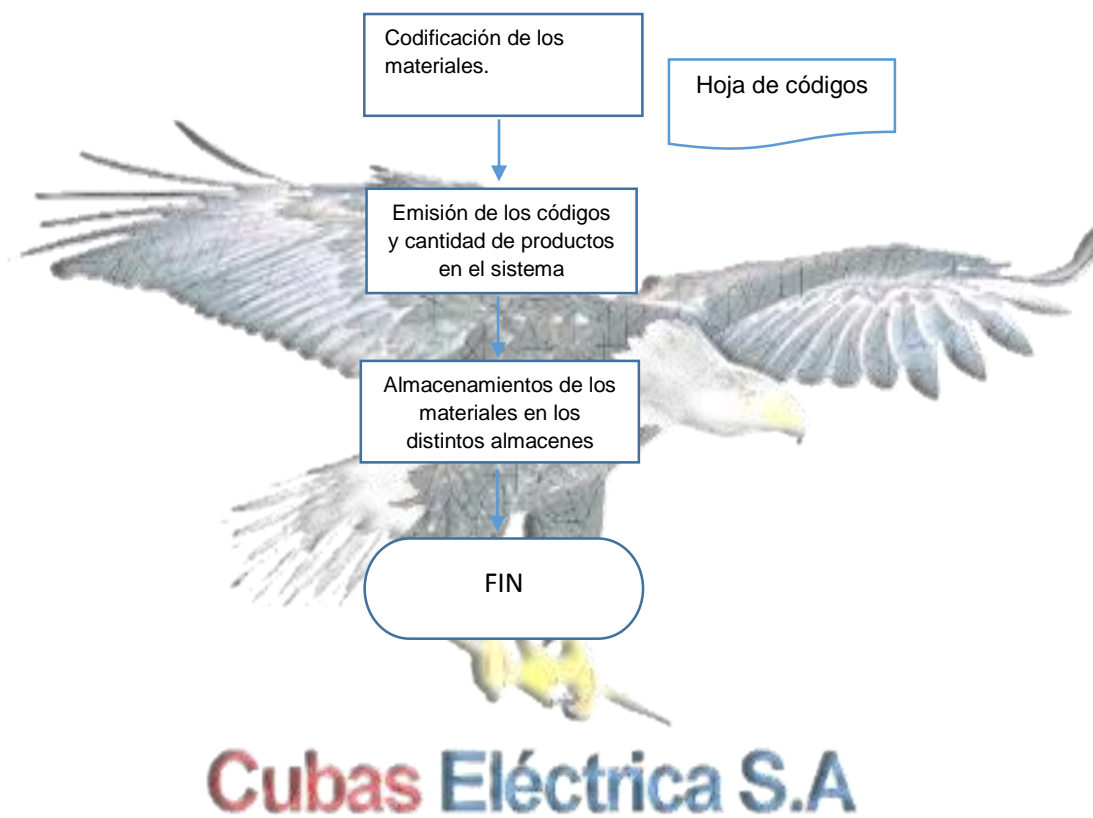 Codificación de los
materiales.
Hoja de códigos
Emisión de los códigos
y cantidad de productos
en el sistema
Almacenamientos de los
materiales en los
distintos almacenes
FIN
Cubas Eléctrica S.A